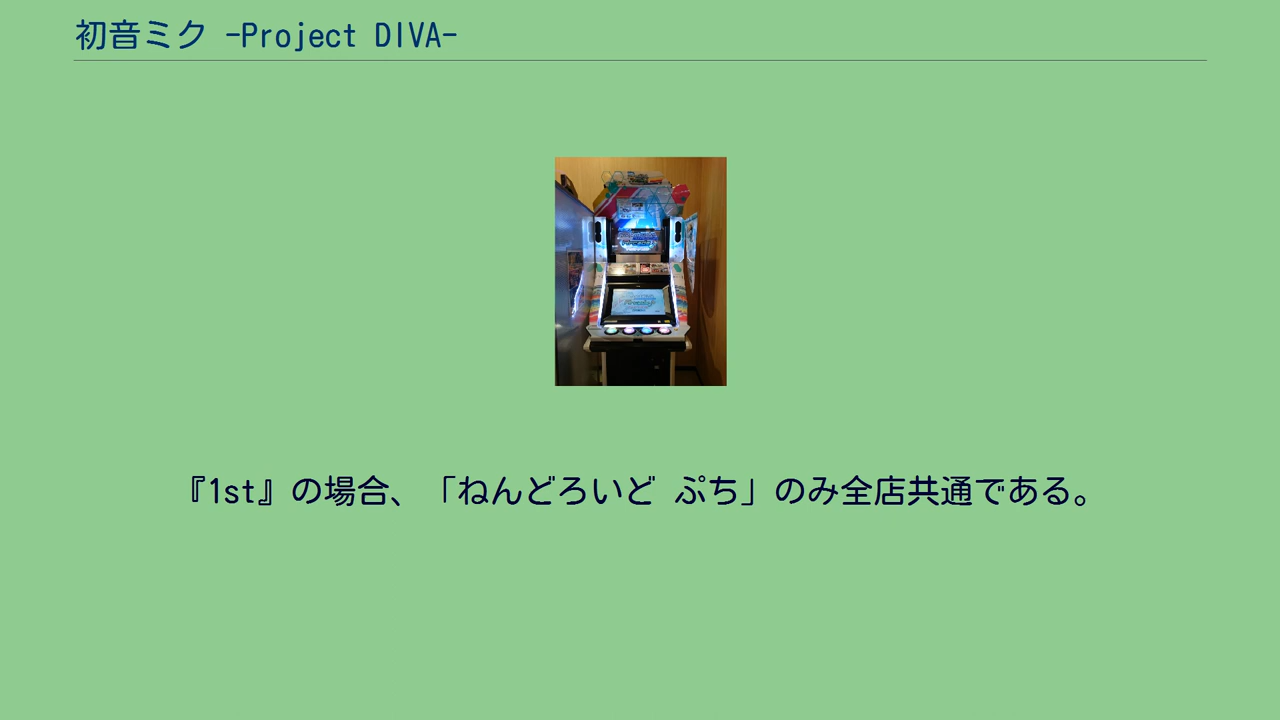 初音ミク -Project DIVA-
『1st』の場合、「ねんどろいど ぷち」のみ全店共通である。